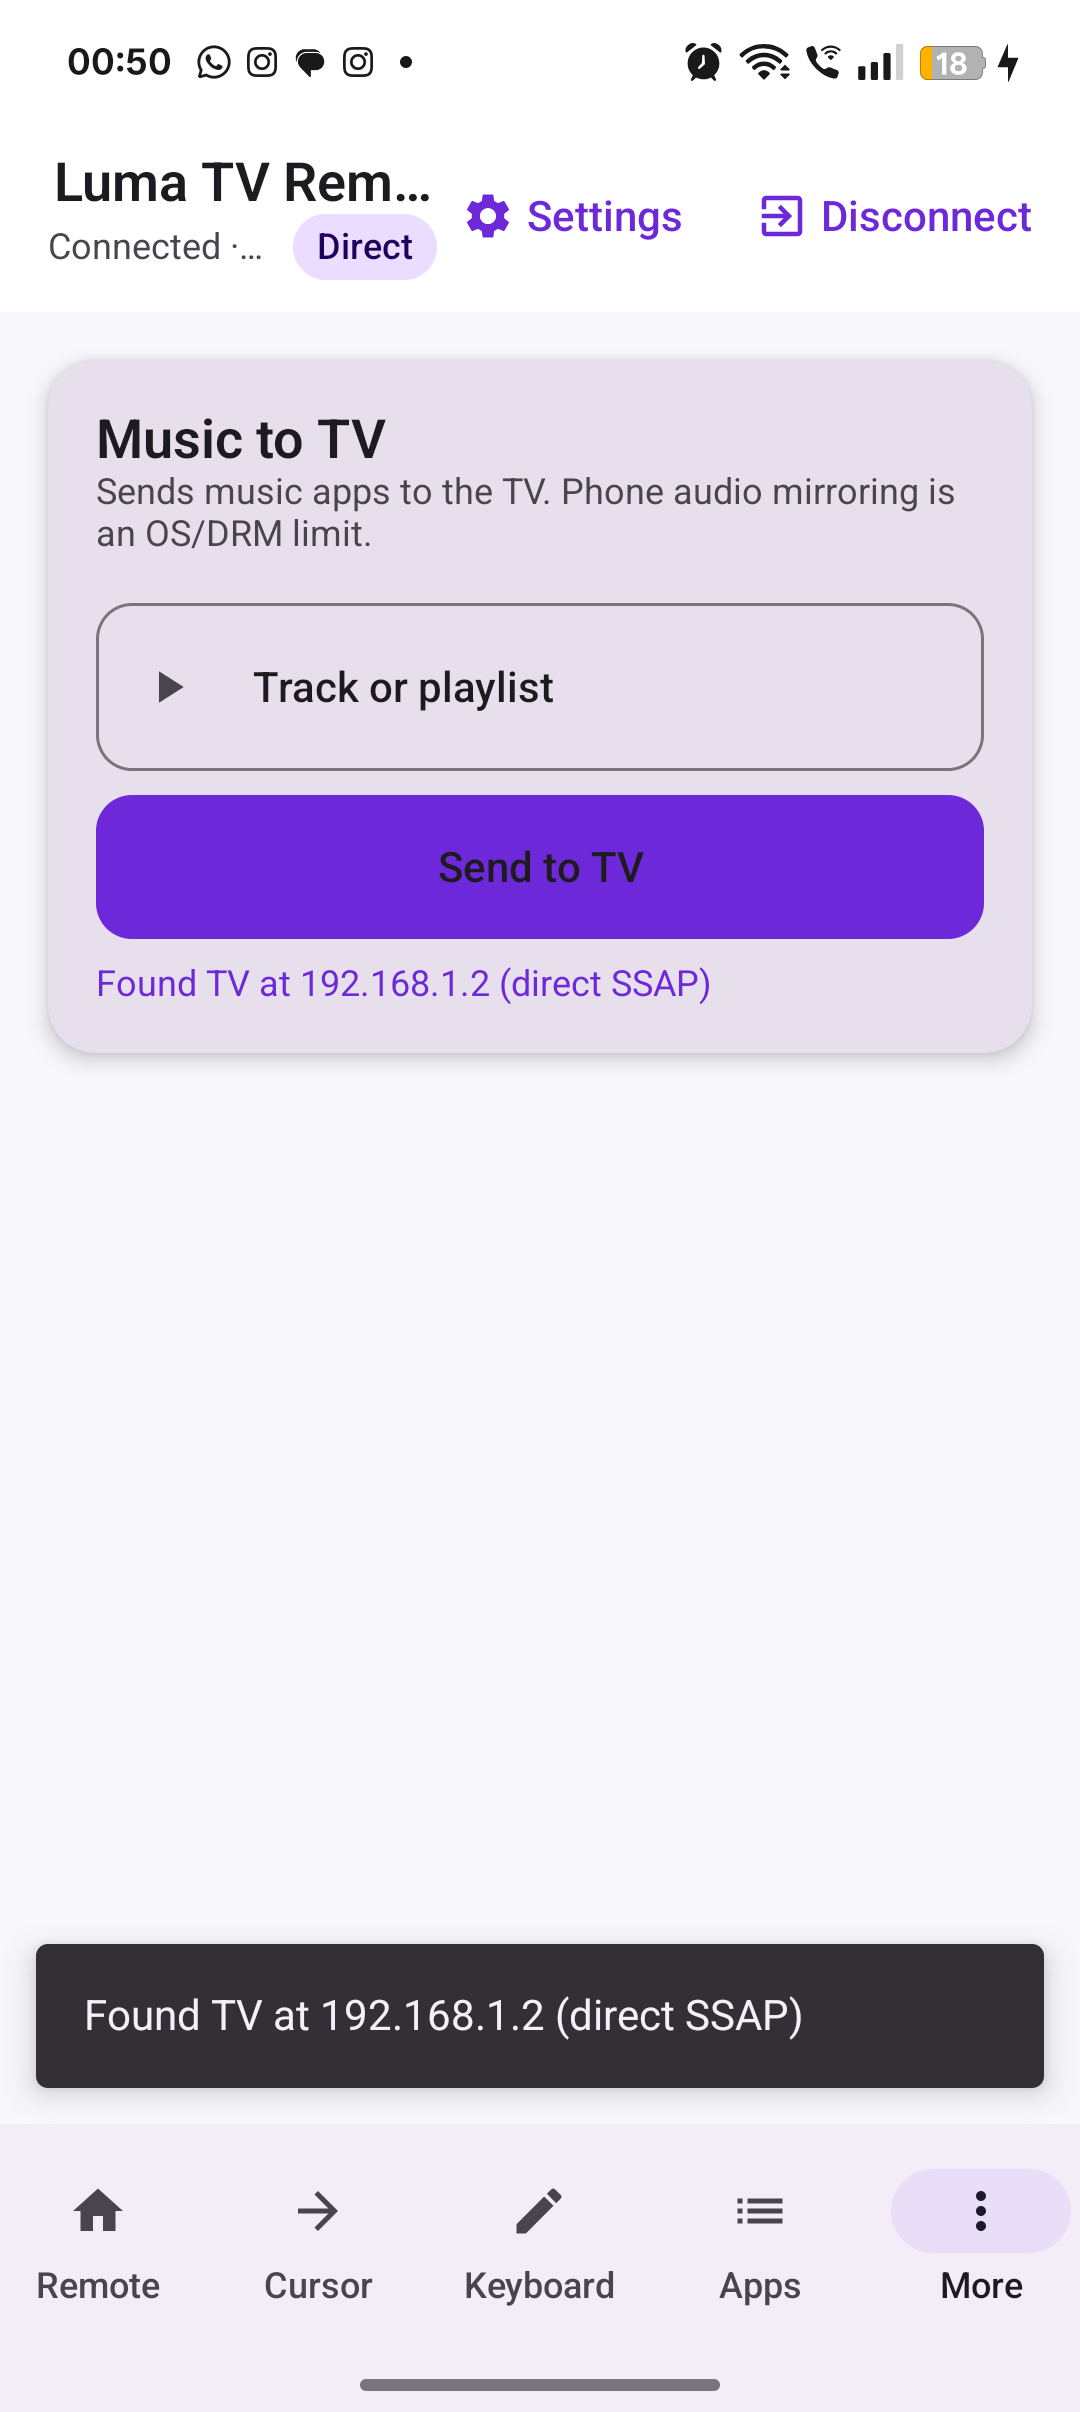 00:50
18
Luma TV Rem...
Connected ·...
Direct
Settings
Disconnect
Music to TV
Sends music apps to the TV. Phone audio mirroring is
an OS/DRM limit.
Track or playlist
Send to TV
Found TV at 192.168.1.2 (direct SSAP)
Found TV at 192.168.1.2 (direct SSAP)
Remote
Cursor
Keyboard
Apps
More